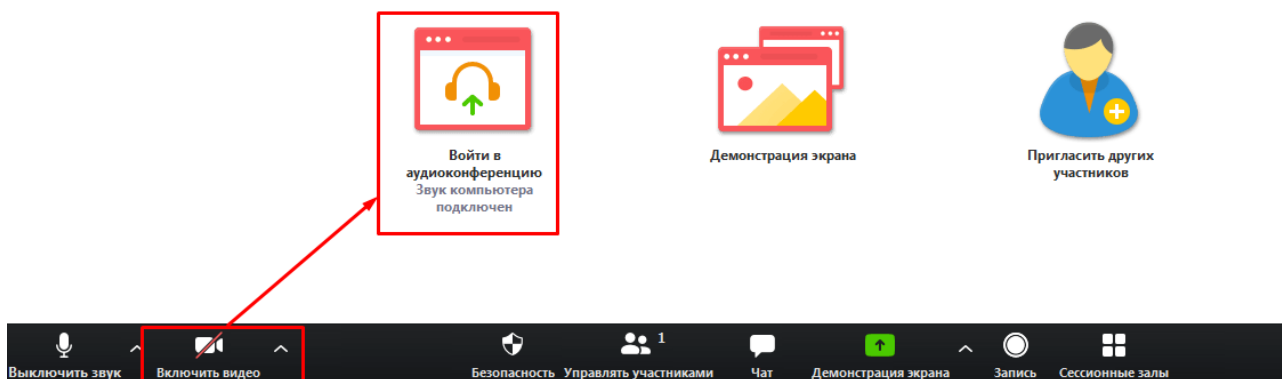 Войти в
аудиоконференцию
Звук компьютера
подключен
Демонстрация экрана
Пригласить других
участников
1
Выключить звук
Включить видео
Безопасность
Управлять участниками
Чат
Демонстрация экрана
Запись
Сессионные залы